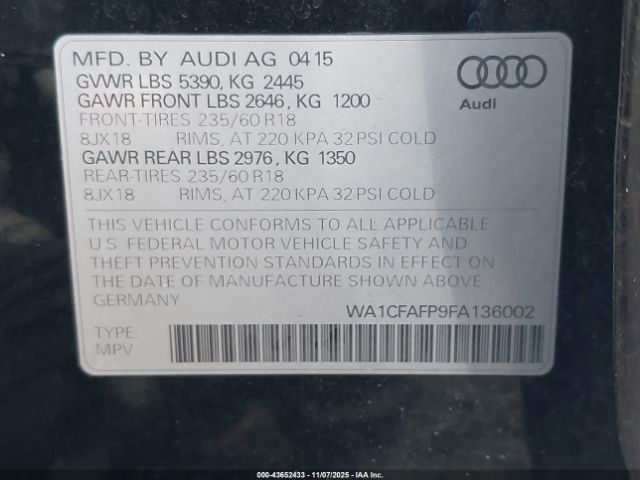 MFD. BY AUDI AG 04 15
GVWR LBS 5390, KG 2445
GAWR FRONT LBS 2646, KG 1200
FRONT-TIRES 235/60 R18
8JX18 RIMS, AT 220 KPA 32 PSI COLD
GAWR REAR LBS 2976, KG 1350
REAR-TIRES 235/60 R18
8JX18 RIMS, AT 220 KPA 32 PSI COLD
Audi
THIS VEHICLE CONFORMS TO ALL APPLICABLE
U.S. FEDERAL MOTOR VEHICLE SAFETY AND
THEFT PREVENTION STANDARDS IN EFFECT ON
THE DATE OF MANUFACTURE SHOWN ABOVE.
GERMANY
WA1CFAFP9FA136002
TYPE:
MPV
000-43652433 - 11/07/2025 - IAA Inc.